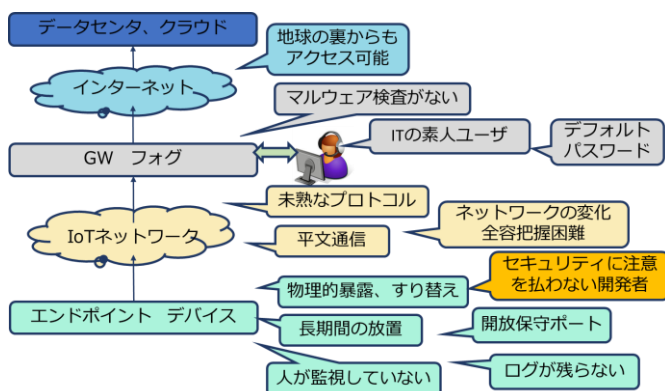 データセンタ、クラウド
地球の裏からも
アクセス可能
インターネット
マルウェア検査がない
ITの素人ユーザ
デフォルト
パスワード
GW フォグ
未熟なプロトコル
ネットワークの変化
全容把握困難
IoTネットワーク
平文通信
セキュリティに注意
を払わない開発者
物理的暴露、すり替え
エンドポイント デバイス
長期間の放置
開放保守ポート
人が監視していない
ログが残らない